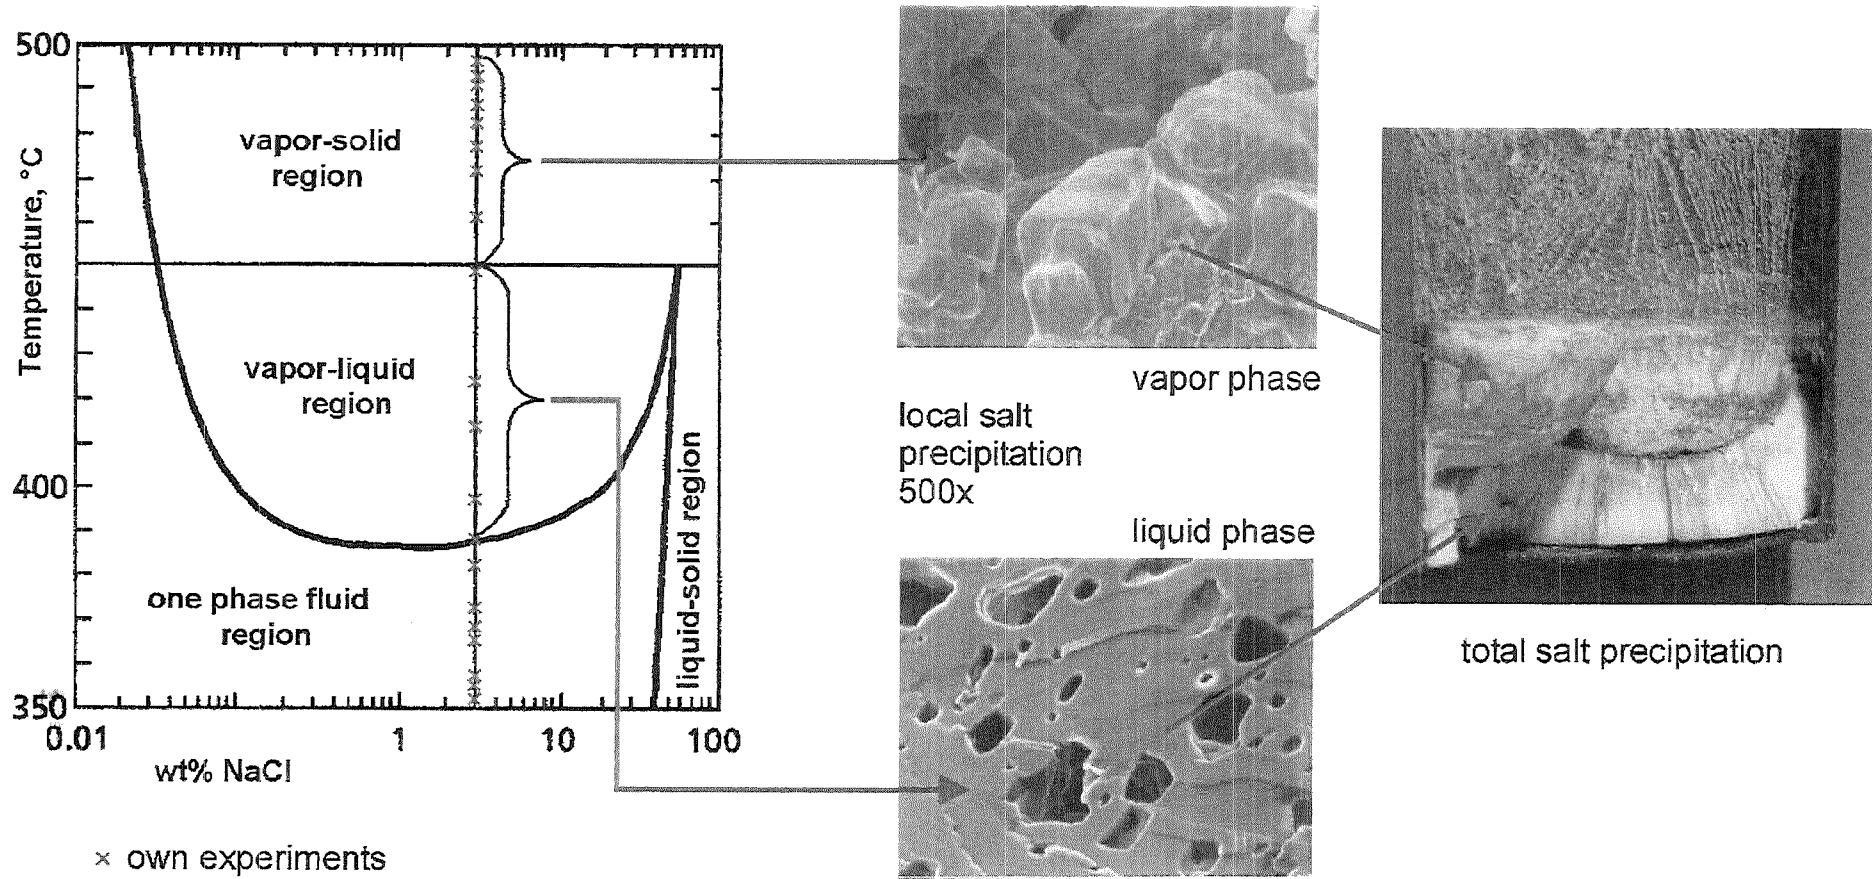 500
400
350
Temperature, °C
vapor-solid
region
vapor-liquid
region
one phase fluid
region
liquid-solid region
0.01
1
10
100
wt% NaCl
× own experiments
vapor phase
local salt
precipitation
500x
liquid phase
total salt precipitation